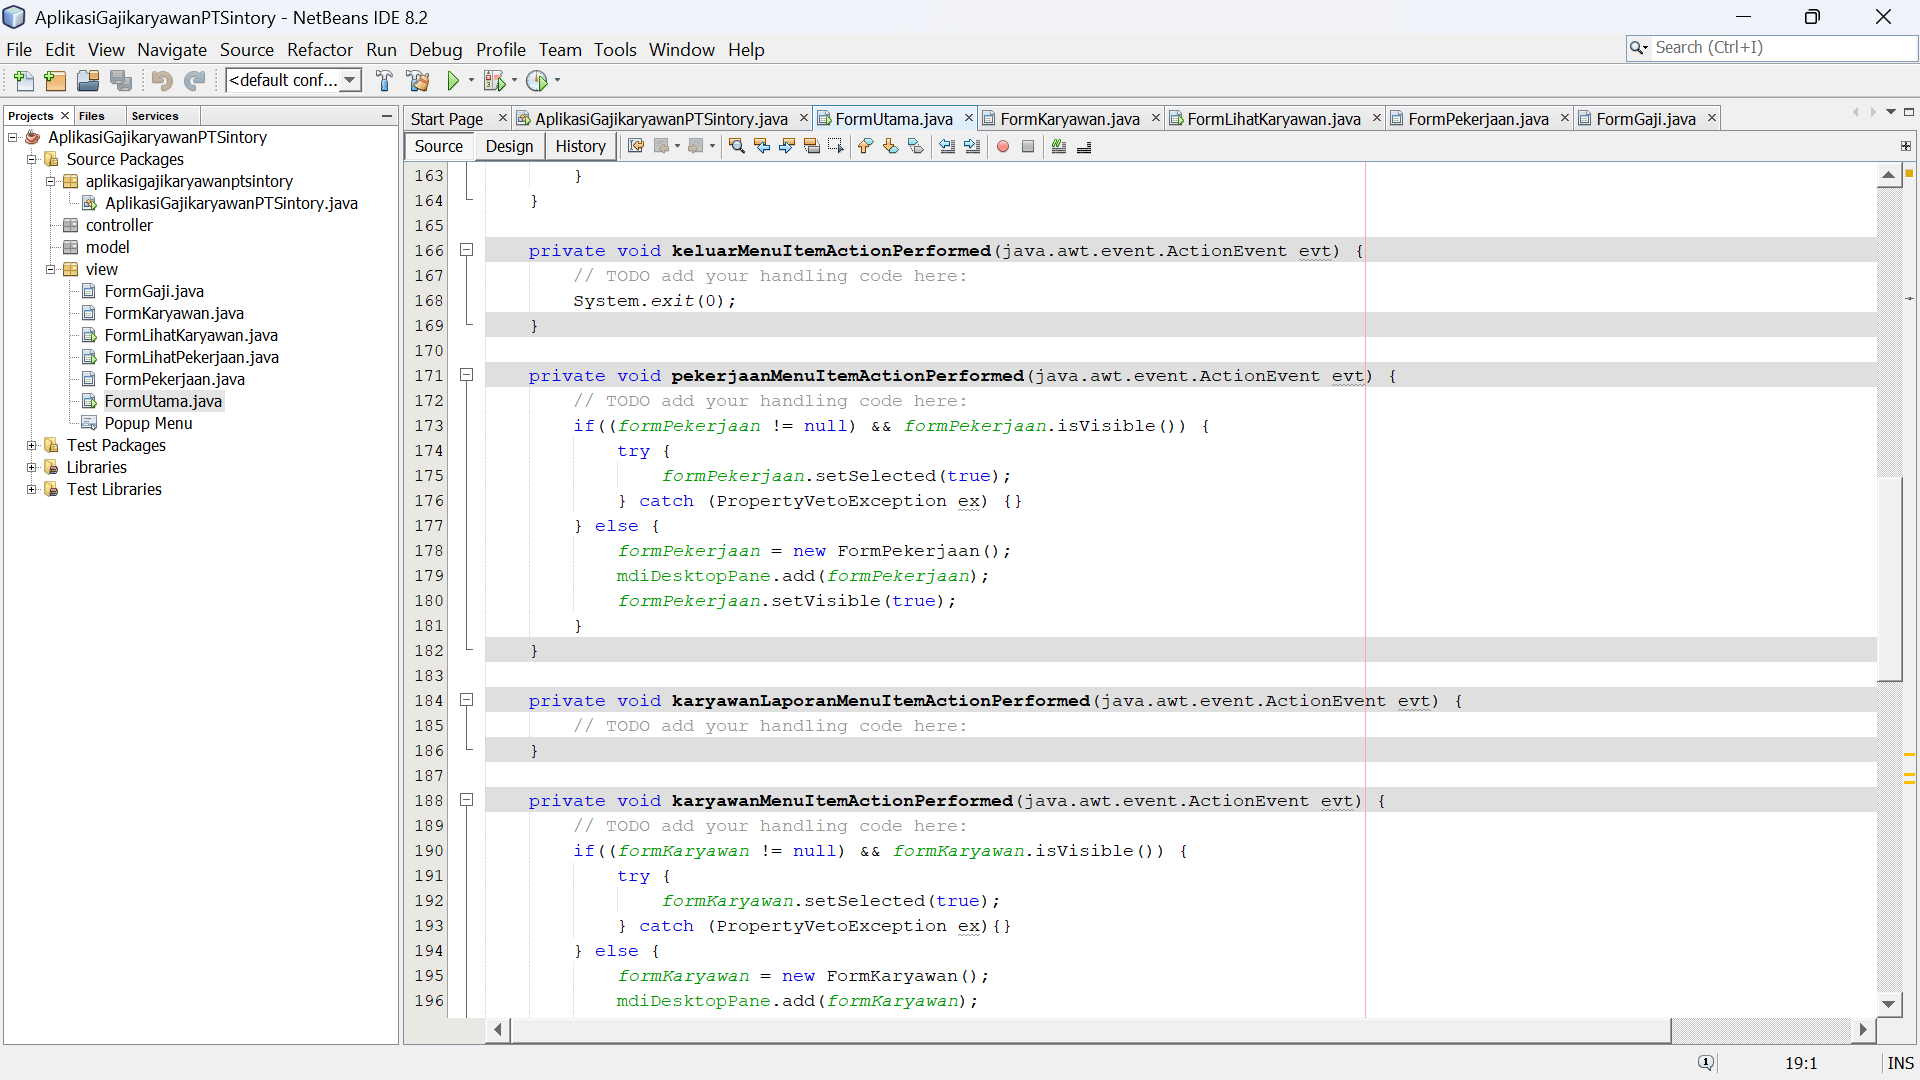 AplikasiGajikaryawanPTSintory - NetBeans IDE 8.2
File Edit View Navigate Source Refactor Run Debug Profile Team Tools Window Help
Search (Ctrl+I)
<default conf...
Projects Files Services
AplikasiGajikaryawanPTSintory
Source Packages
aplikasigajikaryawanptsintory
AplikasiGajikaryawanPTSintory.java
controller
model
view
FormGaji.java
FormKaryawan.java
FormLihatKaryawan.java
FormLihatPekerjaan.java
FormPekerjaan.java
FormUtama.java
Popup Menu
Test Packages
Libraries
Test Libraries
Start Page AplikasiGajikaryawanPTSintory.java FormUtama.java FormKaryawan.java FormLihatKaryawan.java FormPekerjaan.java FormGaji.java
Source Design History
163 }
164 }
165
166 private void keluarMenuItemActionPerformed(java.awt.event.ActionEvent evt) {
167 // TODO add your handling code here:
168 System.exit(0);
169 }
170
171 private void pekerjaanMenuItemActionPerformed(java.awt.event.ActionEvent evt) {
172 // TODO add your handling code here:
173 if((formPekerjaan != null) && formPekerjaan.isVisible()) {
174 try {
175 formPekerjaan.setSelected(true);
176 } catch (PropertyVetoException ex) {}
177 } else {
178 formPekerjaan = new FormPekerjaan();
179 mdiDesktopPane.add(formPekerjaan);
180 formPekerjaan.setVisible(true);
181 }
182 }
183
184 private void karyawanLaporanMenuItemActionPerformed(java.awt.event.ActionEvent evt) {
185 // TODO add your handling code here:
186 }
187
188 private void karyawanMenuItemActionPerformed(java.awt.event.ActionEvent evt) {
189 // TODO add your handling code here:
190 if((formKaryawan != null) && formKaryawan.isVisible()) {
191 try {
192 formKaryawan.setSelected(true);
193 } catch (PropertyVetoException ex){}
194 } else {
195 formKaryawan = new FormKaryawan();
196 mdiDesktopPane.add(formKaryawan);
1 19:1 INS